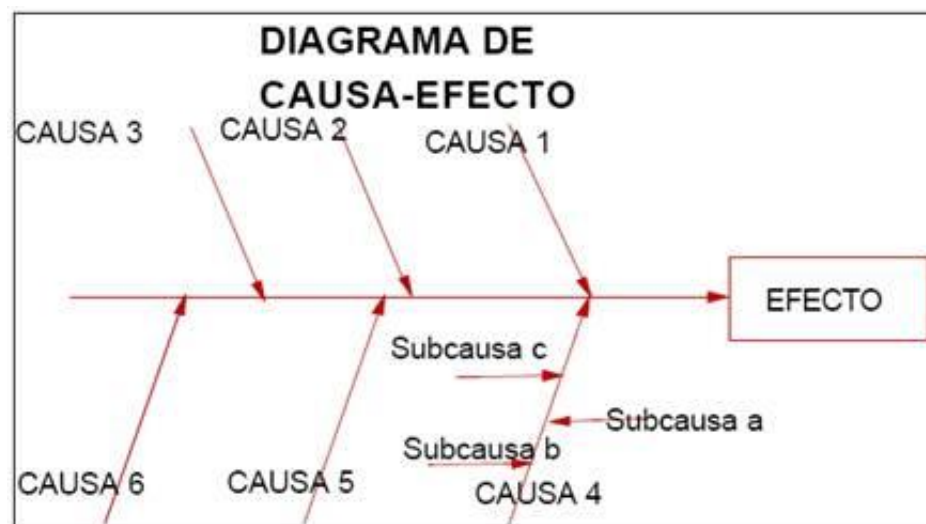 DIAGRAMA DE
CAUSA-EFECTO
CAUSA 3
CAUSA 2
CAUSA 1
EFECTO
Subcausa c
Subcausa a
Subcausa b
CAUSA 6
CAUSA 5
CAUSA 4